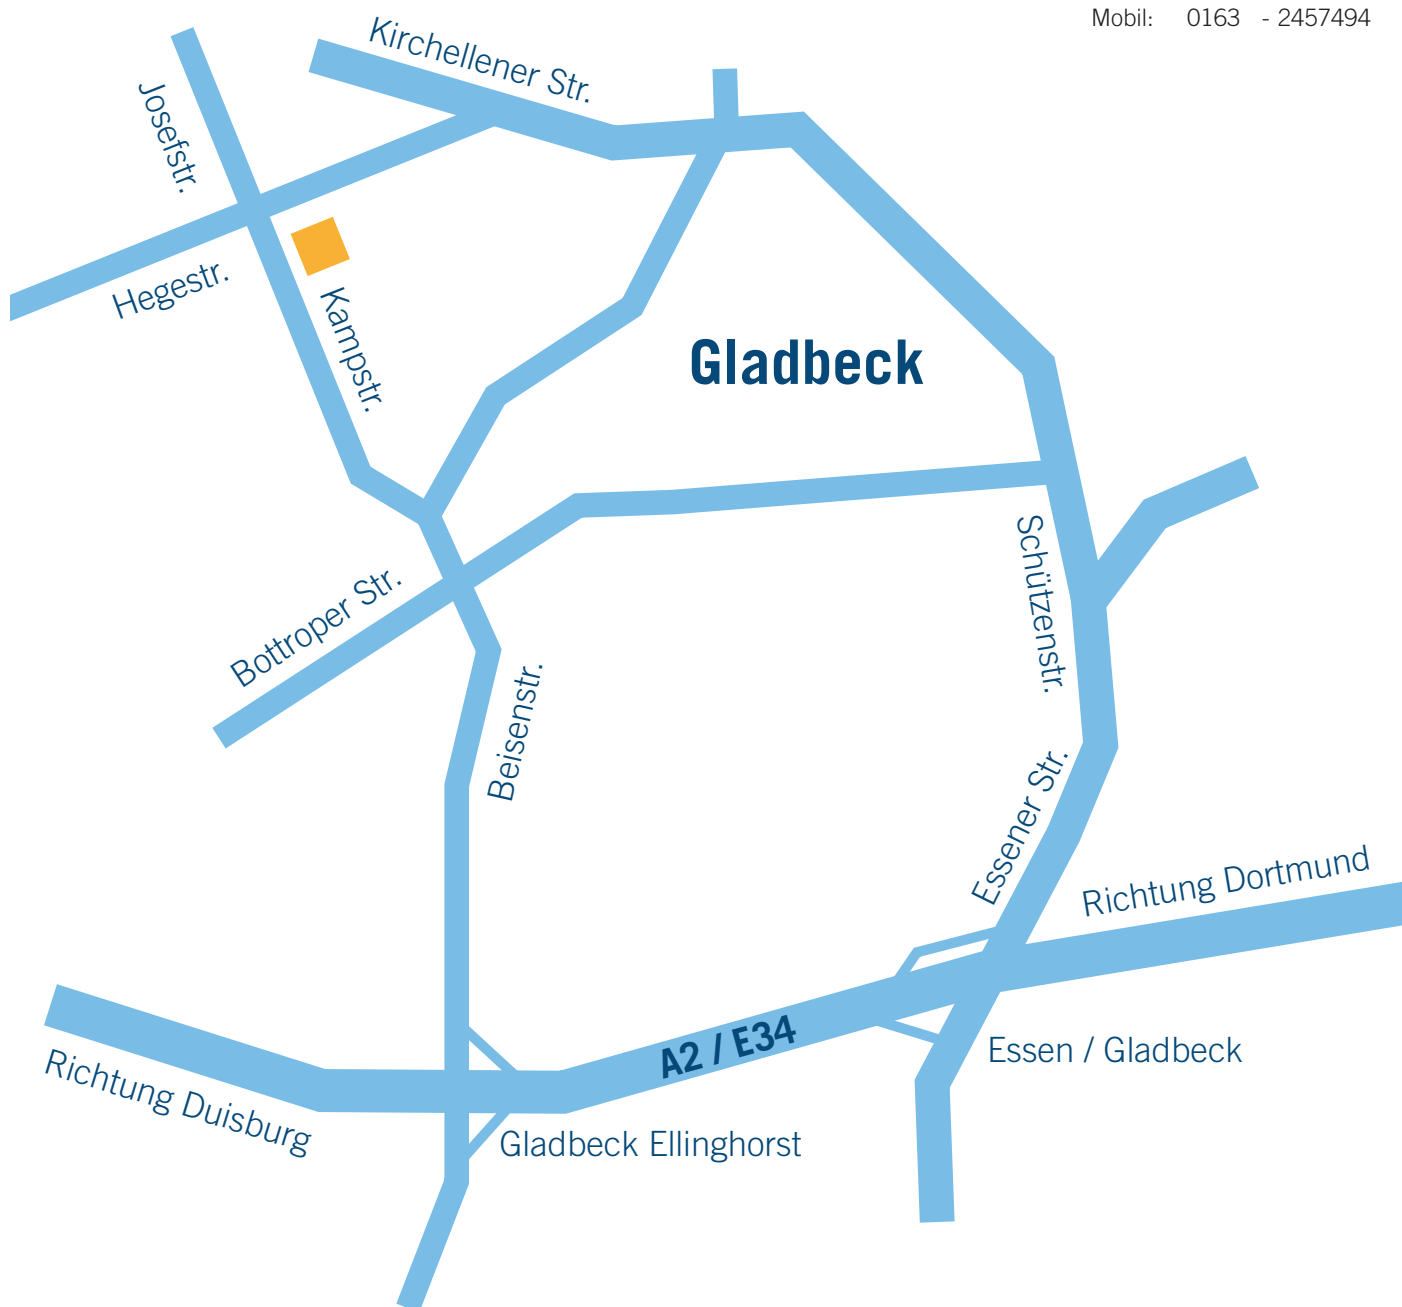 Mobil: 0163 - 2457494
Kirchellener Str.
Josefstr.
Hegestr.
Kampstr.
Gladbeck
Schützenstr.
Bottroper Str.
Beisenstr.
Essener Str.
Richtung Dortmund
A2 / E34
Richtung Duisburg
Essen / Gladbeck
Gladbeck Ellinghorst